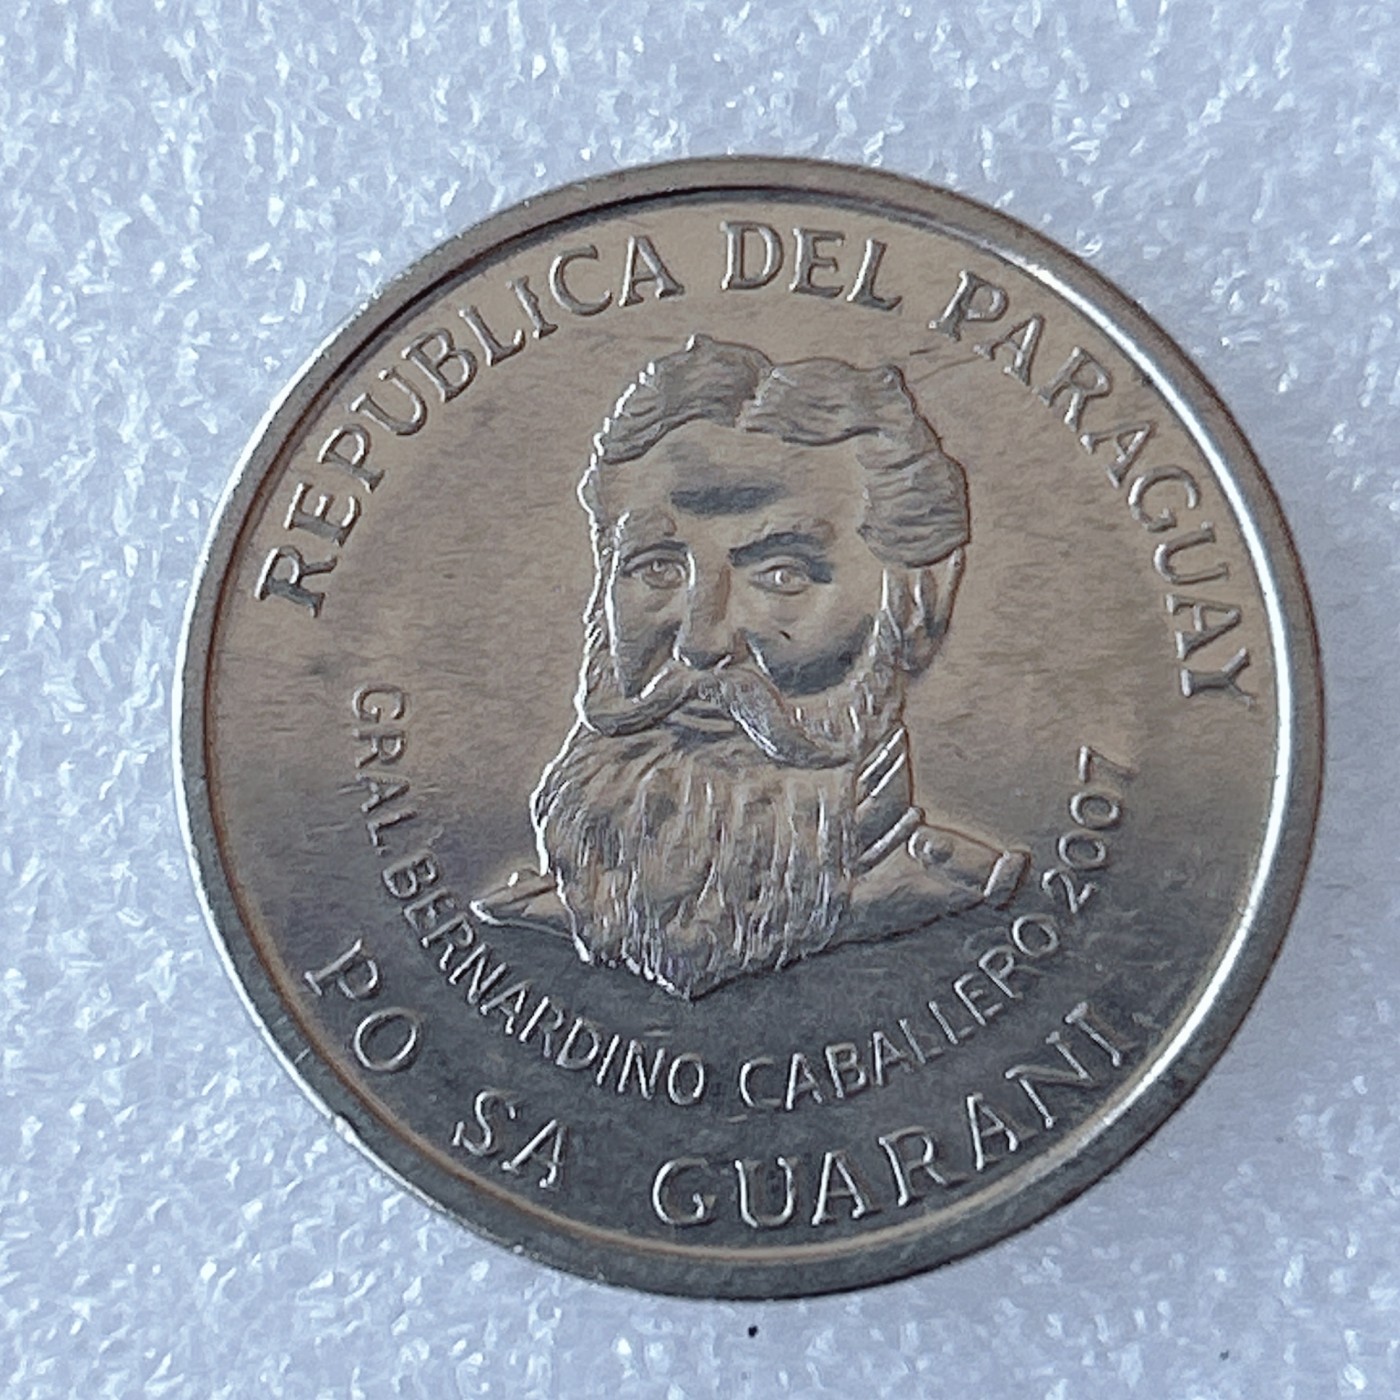 REPUBLICA DEL PARAGUAY
GRAL. BERNARDINO CABALLERO 2007
PO SA GUARANI